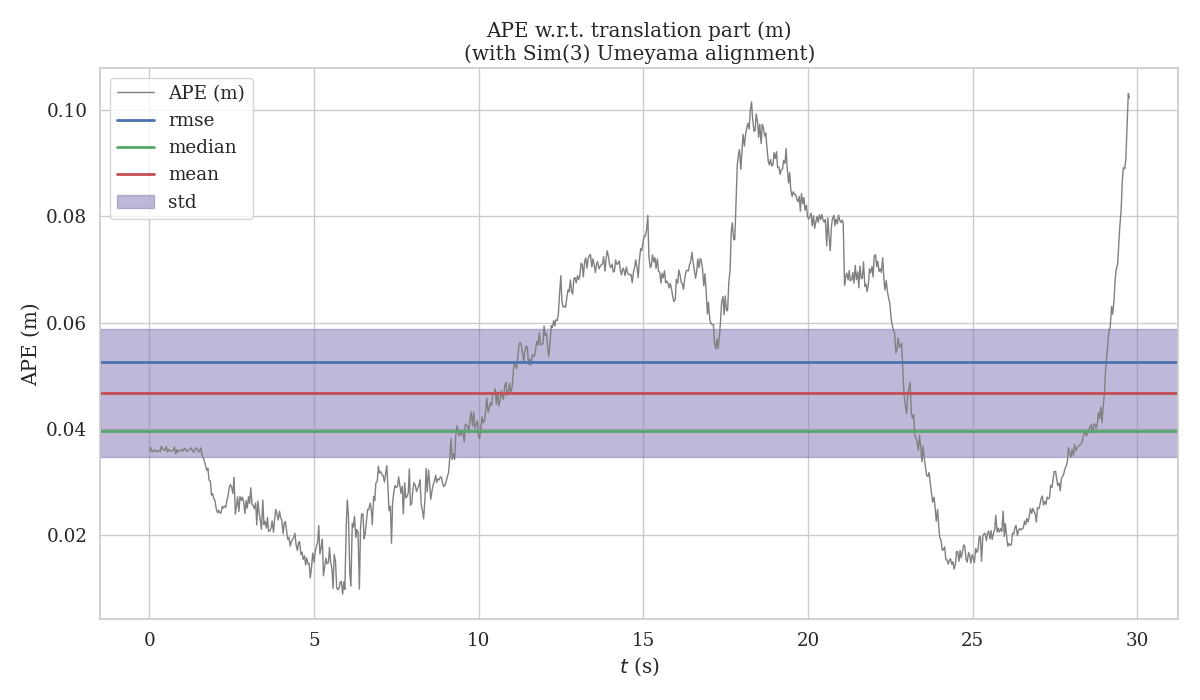 APE w.r.t. translation part (m)
(with Sim(3) Umeyama alignment)
APE (m)
rmse
median
mean
std
APE (m)
0.10
0.08
0.06
0.04
0.02
0
5
10
15
20
25
30
t (s)